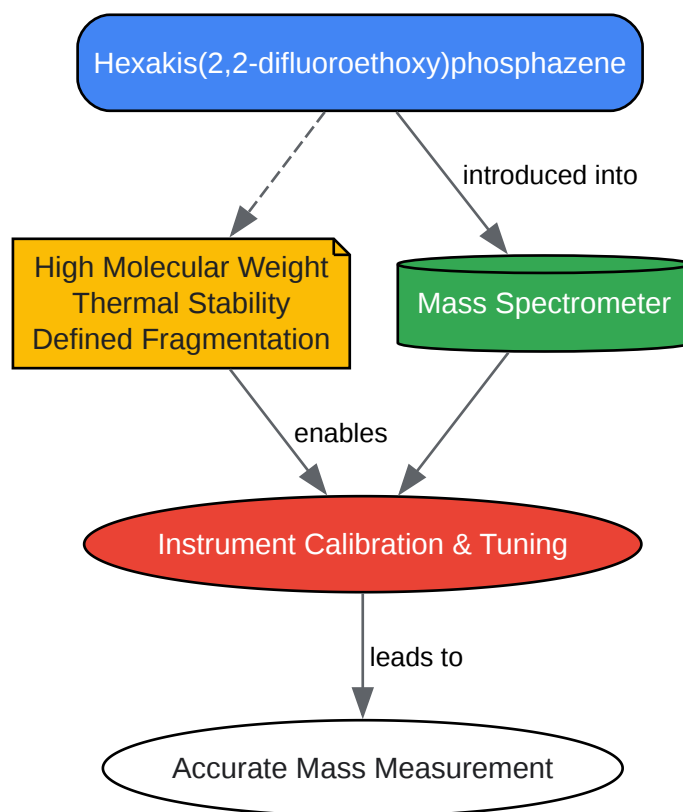 Hexakis(2,2-difluoroethoxy)phosphazene
introduced into
High Molecular Weight
Thermal Stability
Defined Fragmentation
Mass Spectrometer
enables
Instrument Calibration & Tuning
leads to
Accurate Mass Measurement